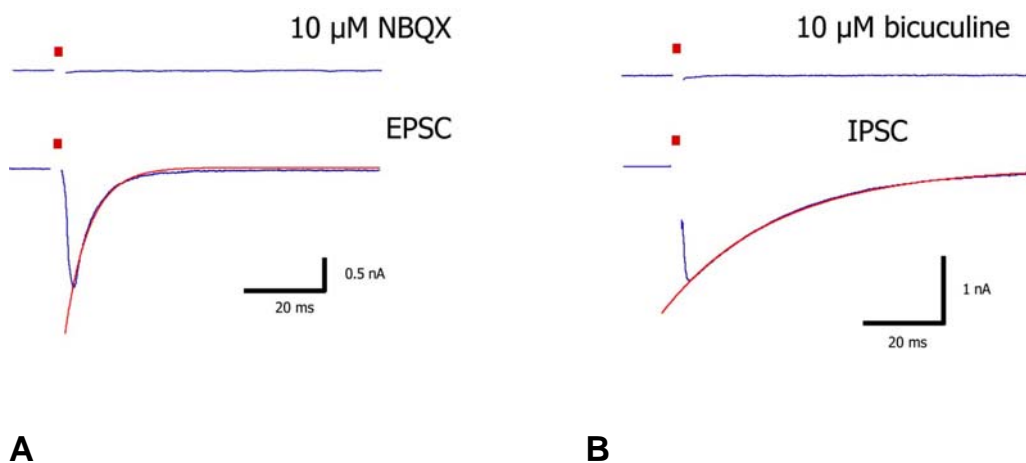 10 µM NBQX
EPSC
0.5 nA
20 ms
A
10 µM bicuculine
IPSC
1 nA
20 ms
B